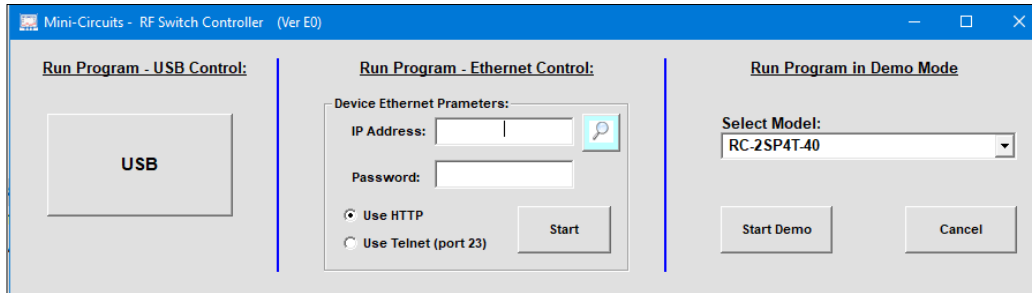 Mini-Circuits - RF Switch Controller (Ver E0)
Run Program - USB Control:
USB
Run Program - Ethernet Control:
Device Ethernet Prameters:
IP Address:
Password:
Use HTTP
Use Telnet (port 23)
Start
Run Program in Demo Mode
Select Model:
RC-2SP4T-40
Start Demo
Cancel